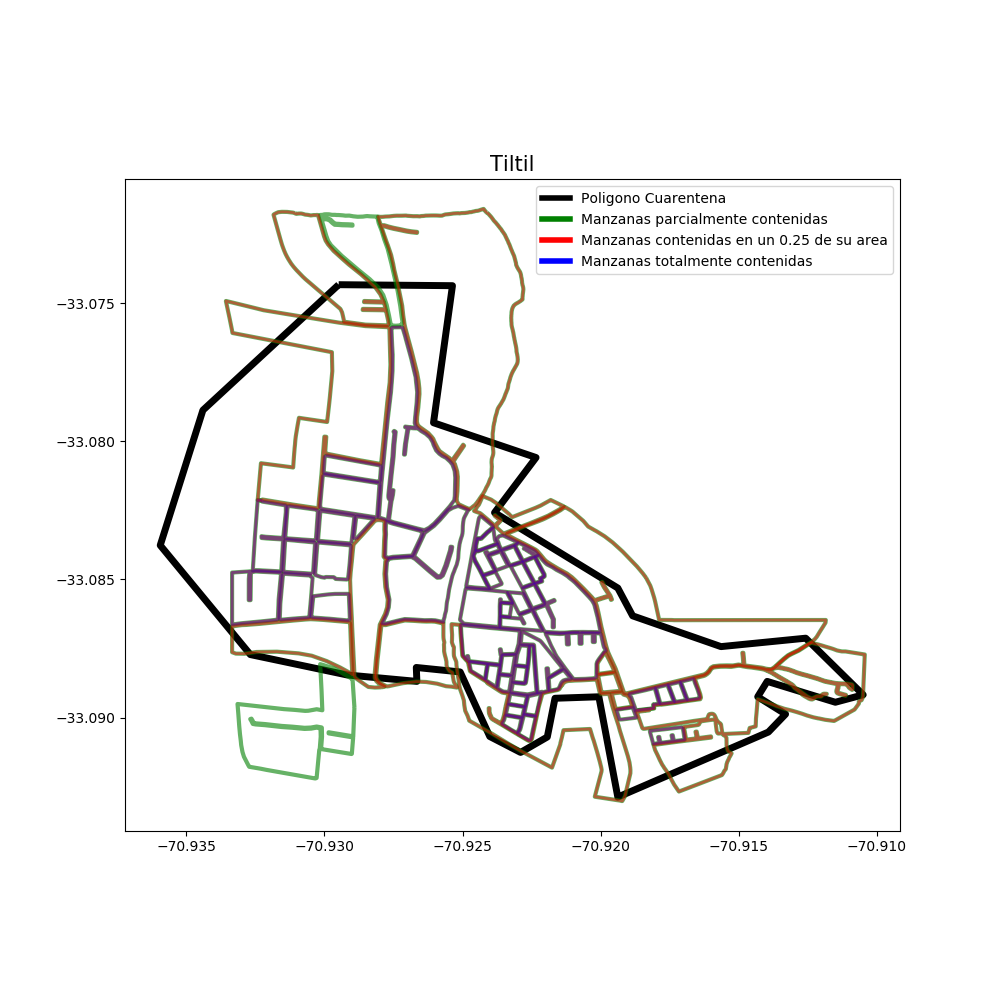 Tiltil
Poligono Cuarentena
Manzanas parcialmente contenidas
Manzanas contenidas en un 0.25 de su area
Manzanas totalmente contenidas
−33.075
−33.080
−33.085
−33.090
−70.935 −70.930 −70.925 −70.920 −70.915 −70.910